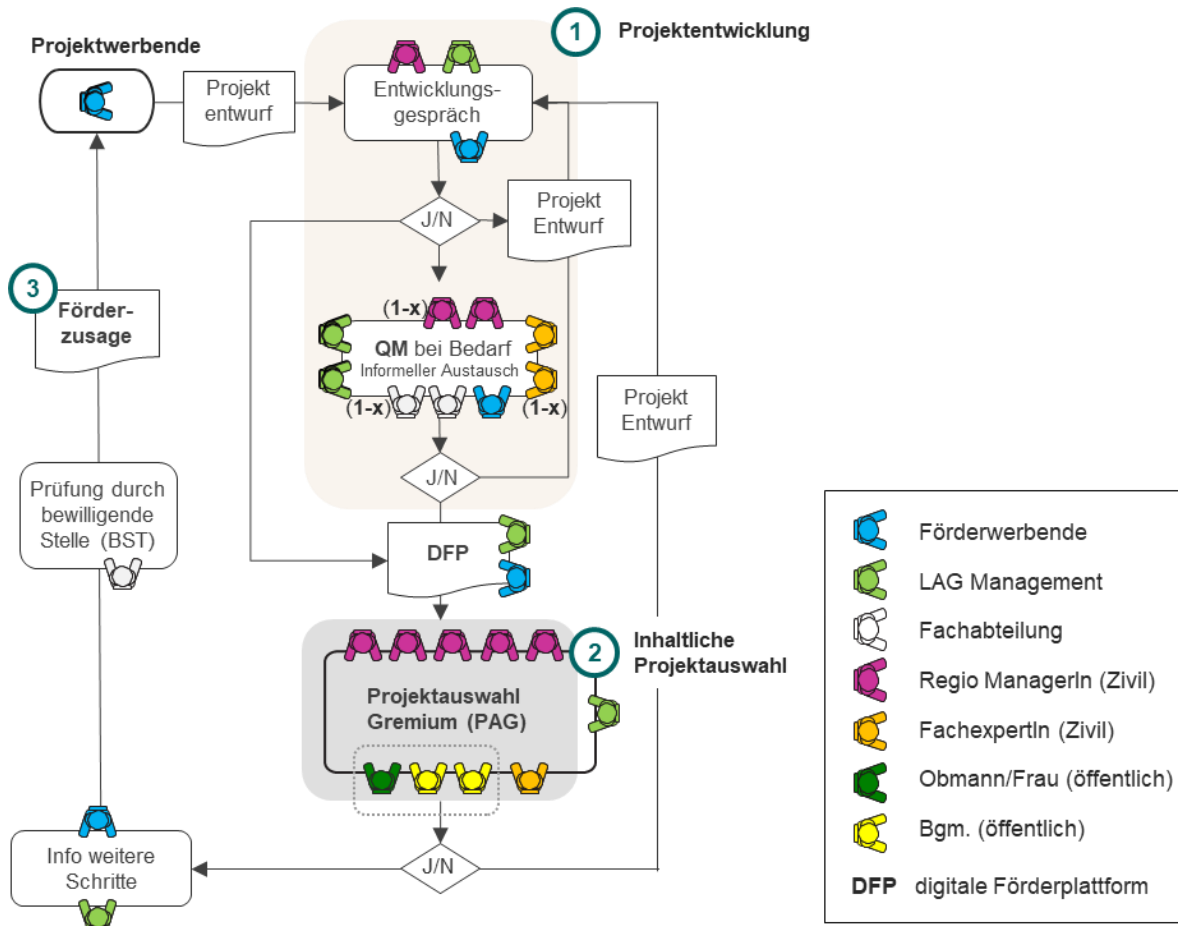 Projektwerbende
1
Projektentwicklung
Projekt
entwurf
Entwicklungs-
gespräch
J/N
Projekt
Entwurf
3
Förder-
zusage
(1-x)
QM bei Bedarf
Informeller Austausch
(1-x)
(1-x)
Projekt
Entwurf
J/N
Prüfung durch
bewilligende
Stelle (BST)
DFP
2
Inhaltliche
Projektauswahl
Projektauswahl
Gremium (PAG)
J/N
Info weitere
Schritte
Förderwerbende
LAG Management
Fachabteilung
Regio ManagerIn (Zivil)
FachexpertIn (Zivil)
Obmann/Frau (öffentlich)
Bgm. (öffentlich)
DFP digitale Förderplattform